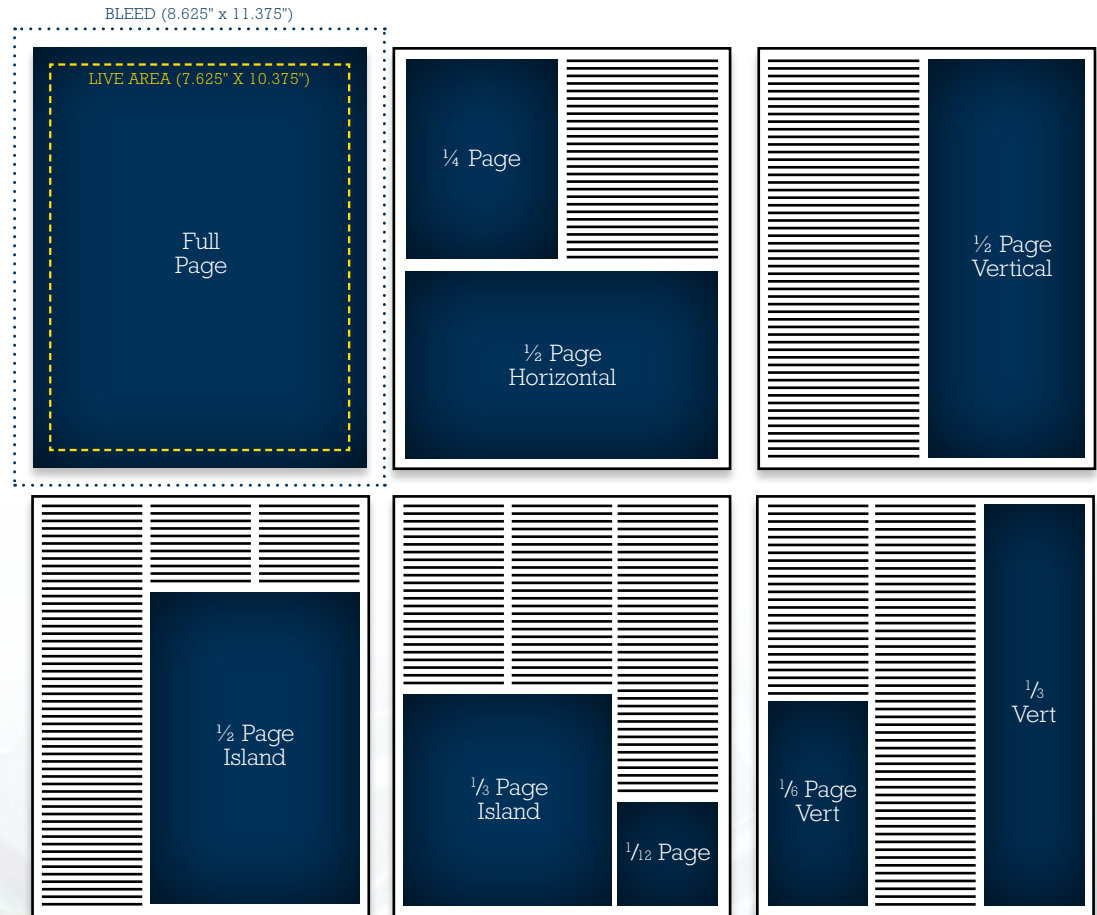 BLEED (8.625" x 11.375")
LIVE AREA (7.625" X 10.375")
Full
Page
¼ Page
½ Page
Horizontal
½ Page
Vertical
½ Page
Island
⅓ Page
Island
1/12 Page
⅙ Page
Vert
⅓
Vert